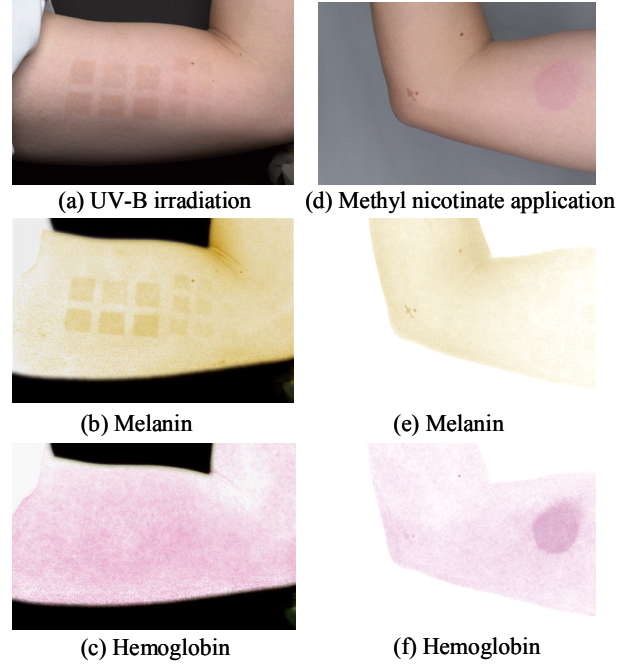 (a) UV-B irradiation
(d) Methyl nicotinate application
(b) Melanin
(e) Melanin
(c) Hemoglobin
(f) Hemoglobin